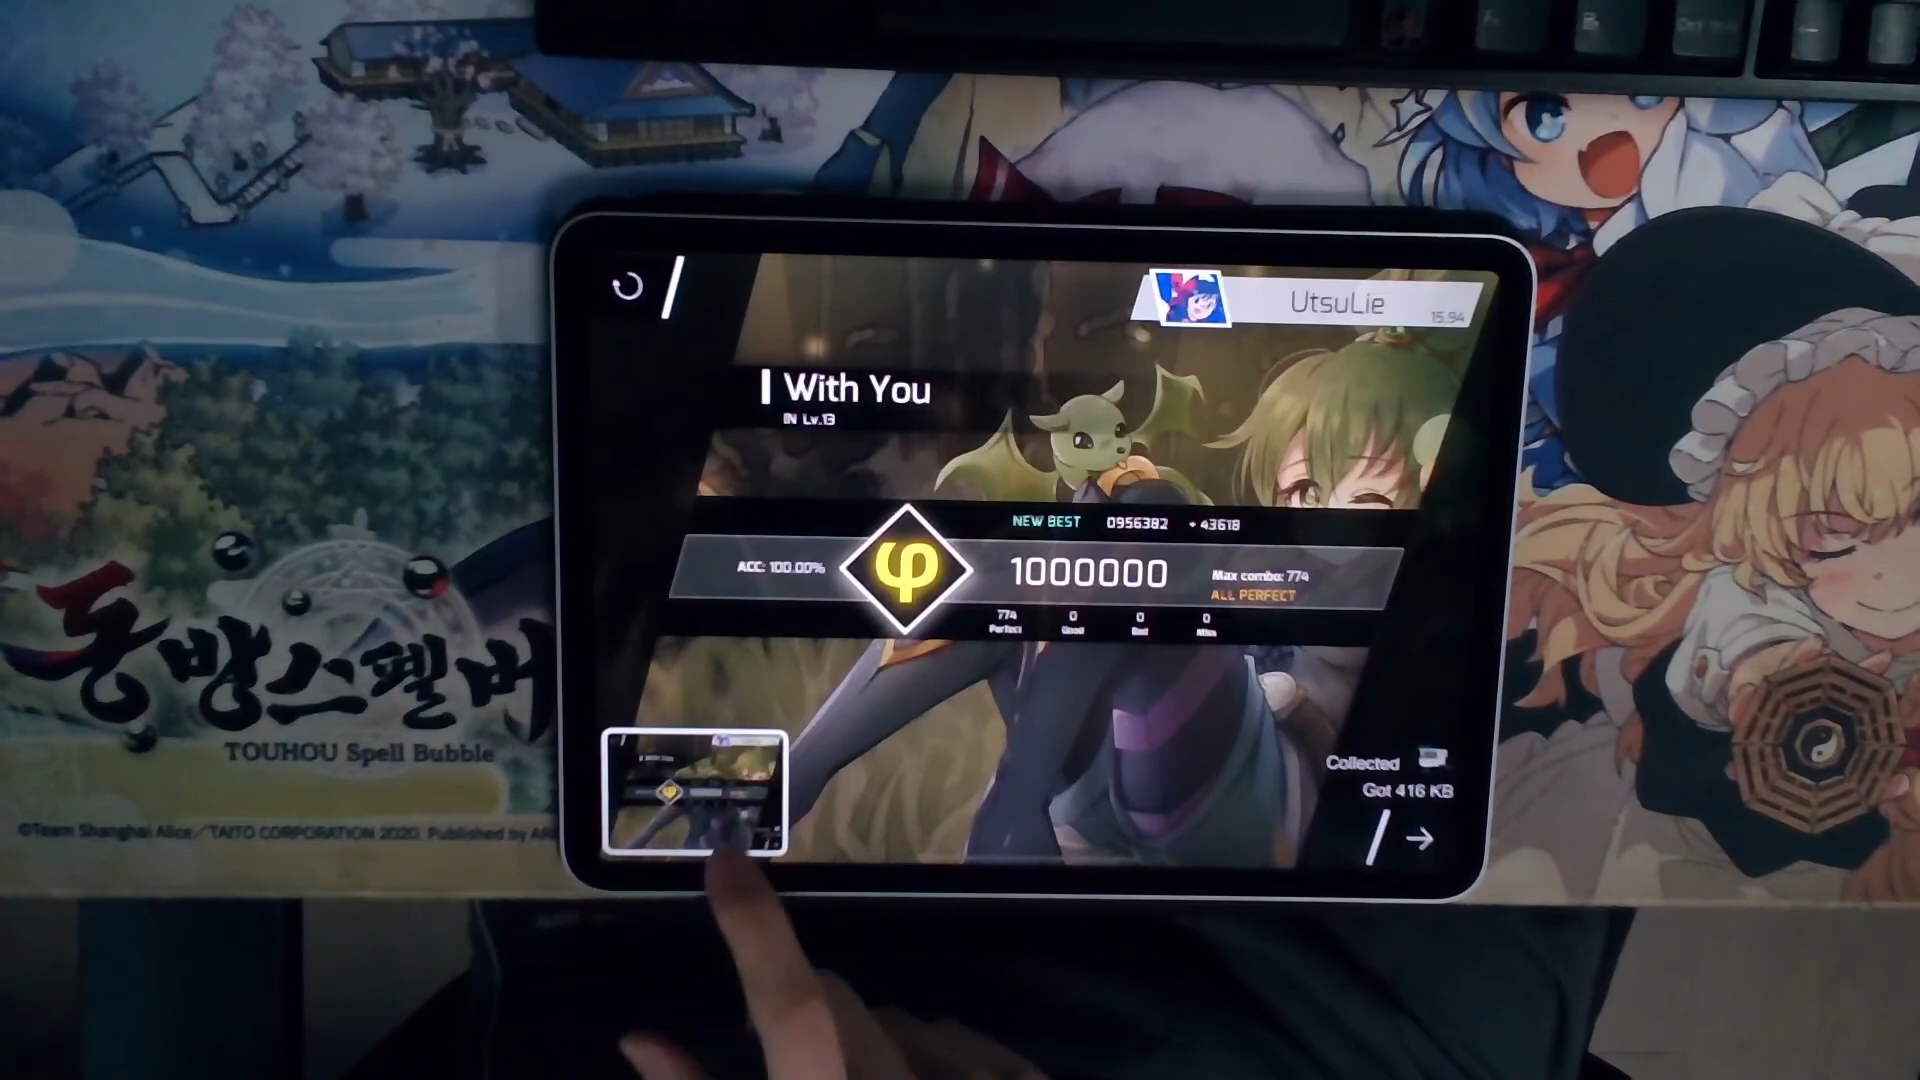 UtsuLie
15.94
With You
IN Lv.13
NEW BEST 0956382 + 43618
ACC: 100.00%
φ
1000000
Max combo: 774
ALL PERFECT
774 0 0 0
Perfect Good Bad Miss
Collected
Got 416 KB
동방스펠버
TOUHOU Spell Bubble
©Team Shanghai Alice／TAITO CORPORATION 2020. Published by